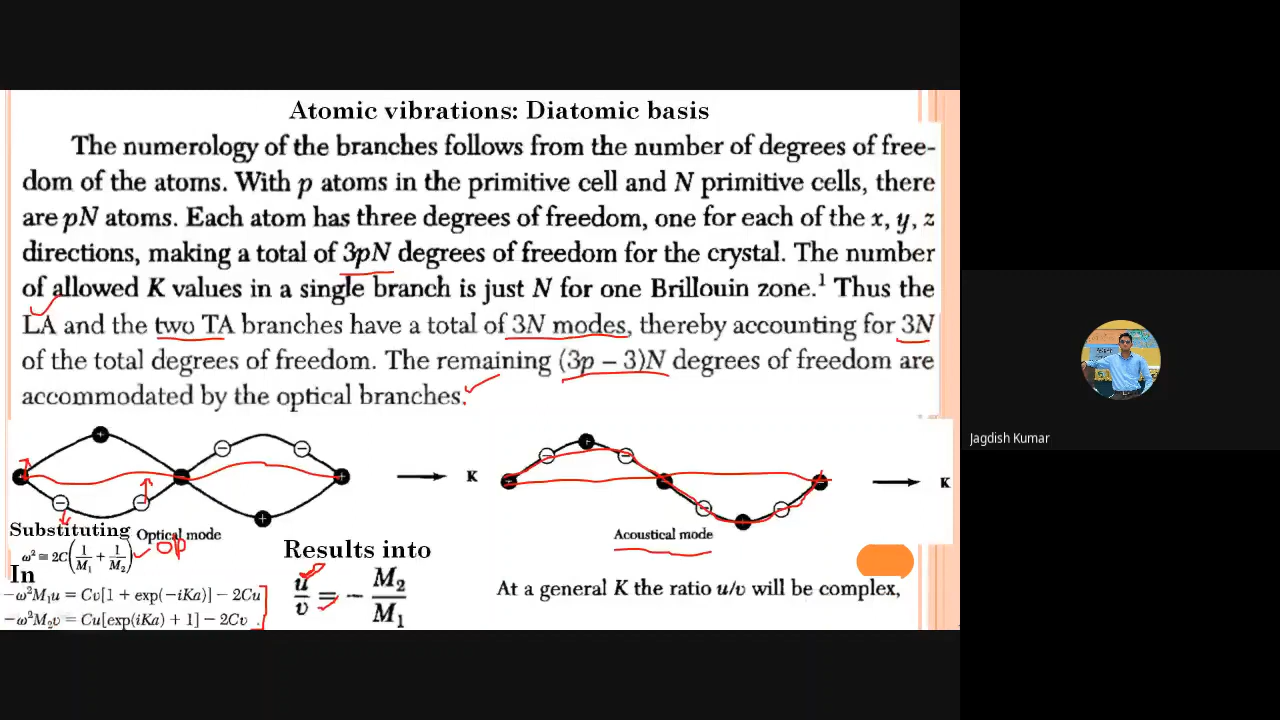 Atomic vibrations: Diatomic basis
The numerology of the branches follows from the number of degrees of free-
dom of the atoms. With p atoms in the primitive cell and N primitive cells, there
are pN atoms. Each atom has three degrees of freedom, one for each of the x, y, z
directions, making a total of 3pN degrees of freedom for the crystal. The number
of allowed K values in a single branch is just N for one Brillouin zone.¹ Thus the
LA and the two TA branches have a total of 3N modes, thereby accounting for 3N
of the total degrees of freedom. The remaining (3p − 3)N degrees of freedom are
accommodated by the optical branches.
K
K
Substituting
Optical mode
ω² ≅ 2C(1/M₁ + 1/M₂)
op
In
−ω²M₁u = Cv[1 + exp(−iKa)] − 2Cu
−ω²M₂v = Cu[exp(iKa) + 1] − 2Cv
Results into
u/v = − M₂/M₁
Acoustical mode
At a general K the ratio u/v will be complex,
Jagdish Kumar